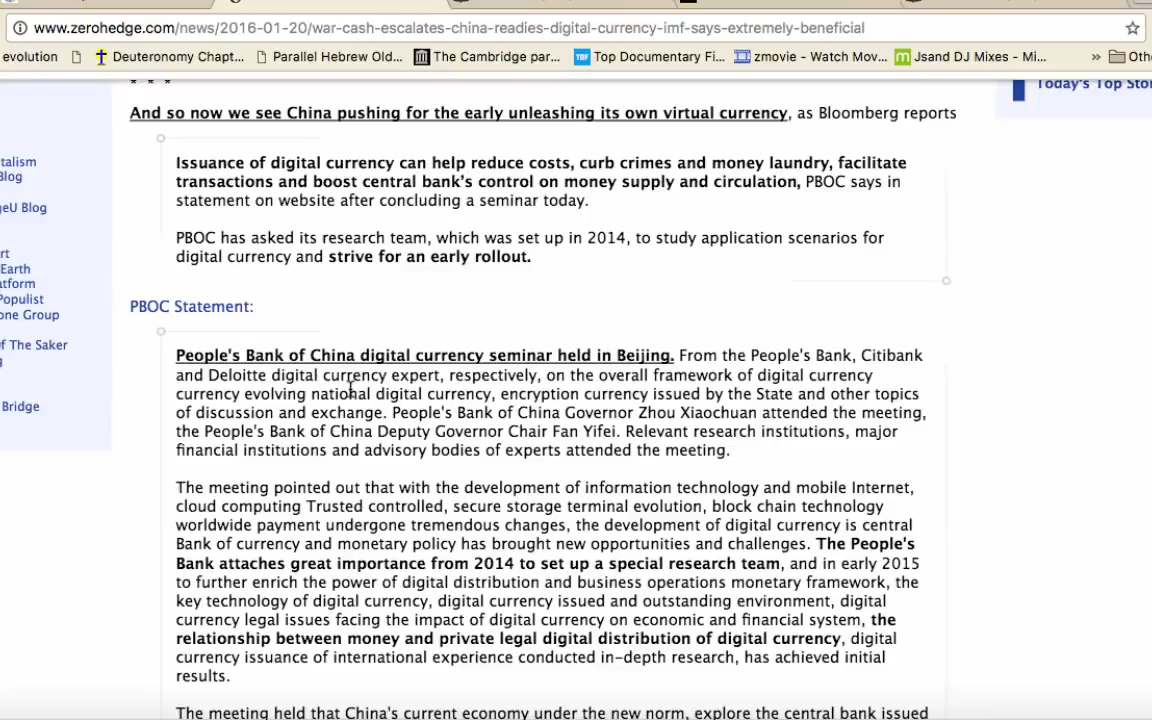 www.zerohedge.com/news/2016-01-20/war-cash-escalates-china-readies-digital-currency-imf-says-extremely-beneficial
evolution Deuteronomy Chapt... Parallel Hebrew Old... The Cambridge par... Top Documentary Fi... zmovie - Watch Mov... Jsand DJ Mixes - Mi... » Oth
* * *
Today's Top Sto
And so now we see China pushing for the early unleashing its own virtual currency, as Bloomberg reports
talism
Blog
geU Blog
rt
Earth
atform
Populist
one Group
Of The Saker
g
Bridge
Issuance of digital currency can help reduce costs, curb crimes and money laundry, facilitate
transactions and boost central bank's control on money supply and circulation, PBOC says in
statement on website after concluding a seminar today.
PBOC has asked its research team, which was set up in 2014, to study application scenarios for
digital currency and strive for an early rollout.
PBOC Statement:
People's Bank of China digital currency seminar held in Beijing. From the People's Bank, Citibank
and Deloitte digital currency expert, respectively, on the overall framework of digital currency
currency evolving national digital currency, encryption currency issued by the State and other topics
of discussion and exchange. People's Bank of China Governor Zhou Xiaochuan attended the meeting,
the People's Bank of China Deputy Governor Chair Fan Yifei. Relevant research institutions, major
financial institutions and advisory bodies of experts attended the meeting.
The meeting pointed out that with the development of information technology and mobile Internet,
cloud computing Trusted controlled, secure storage terminal evolution, block chain technology
worldwide payment undergone tremendous changes, the development of digital currency is central
Bank of currency and monetary policy has brought new opportunities and challenges. The People's
Bank attaches great importance from 2014 to set up a special research team, and in early 2015
to further enrich the power of digital distribution and business operations monetary framework, the
key technology of digital currency, digital currency issued and outstanding environment, digital
currency legal issues facing the impact of digital currency on economic and financial system, the
relationship between money and private legal digital distribution of digital currency, digital
currency issuance of international experience conducted in-depth research, has achieved initial
results.
The meeting held that China's current economy under the new norm, explore the central bank issued